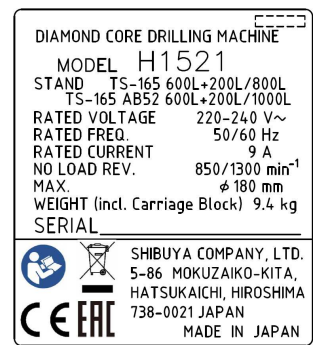 DIAMOND CORE DRILLING MACHINE
MODEL H1521
STAND TS-165 600L+200L/800L
TS-165 AB52 600L+200L/1000L
RATED VOLTAGE 220-240 V~
RATED FREQ. 50/60 Hz
RATED CURRENT 9 A
NO LOAD REV. 850/1300 min⁻¹
MAX. ϕ 180 mm
WEIGHT (incl. Carriage Block) 9.4 kg
SERIAL
SHIBUYA COMPANY, LTD.
5-86 MOKUZAIKO-KITA,
HATSUKAICHI, HIROSHIMA
738-0021 JAPAN
MADE IN JAPAN
CE EAC